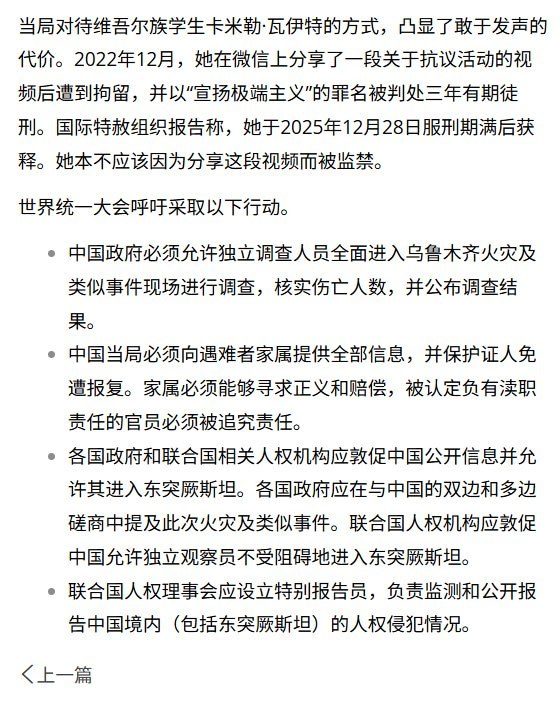 当局对待维吾尔族学生卡米勒·瓦伊特的方式，凸显了敢于发声的
代价。2022年12月，她在微信上分享了一段关于抗议活动的视
频后遭到拘留，并以“宣扬极端主义”的罪名被判处三年有期徒
刑。国际特赦组织报告称，她于2025年12月28日服刑期满后获
释。她本不应该因为分享这段视频而被监禁。
世界统一大会呼吁采取以下行动。
中国政府必须允许独立调查人员全面进入乌鲁木齐火灾及
类似事件现场进行调查，核实伤亡人数，并公布调查结
果。
中国当局必须向遇难者家属提供全部信息，并保护证人免
遭报复。家属必须能够寻求正义和赔偿，被认定负有渎职
责任的官员必须被追究责任。
各国政府和联合国相关人权机构应敦促中国公开信息并允
许其进入东突厥斯坦。各国政府应在与中国的双边和多边
磋商中提及此次火灾及类似事件。联合国人权机构应敦促
中国允许独立观察员不受阻碍地进入东突厥斯坦。
联合国人权理事会应设立特别报告员，负责监测和公开报
告中国境内（包括东突厥斯坦）的人权侵犯情况。
上一篇